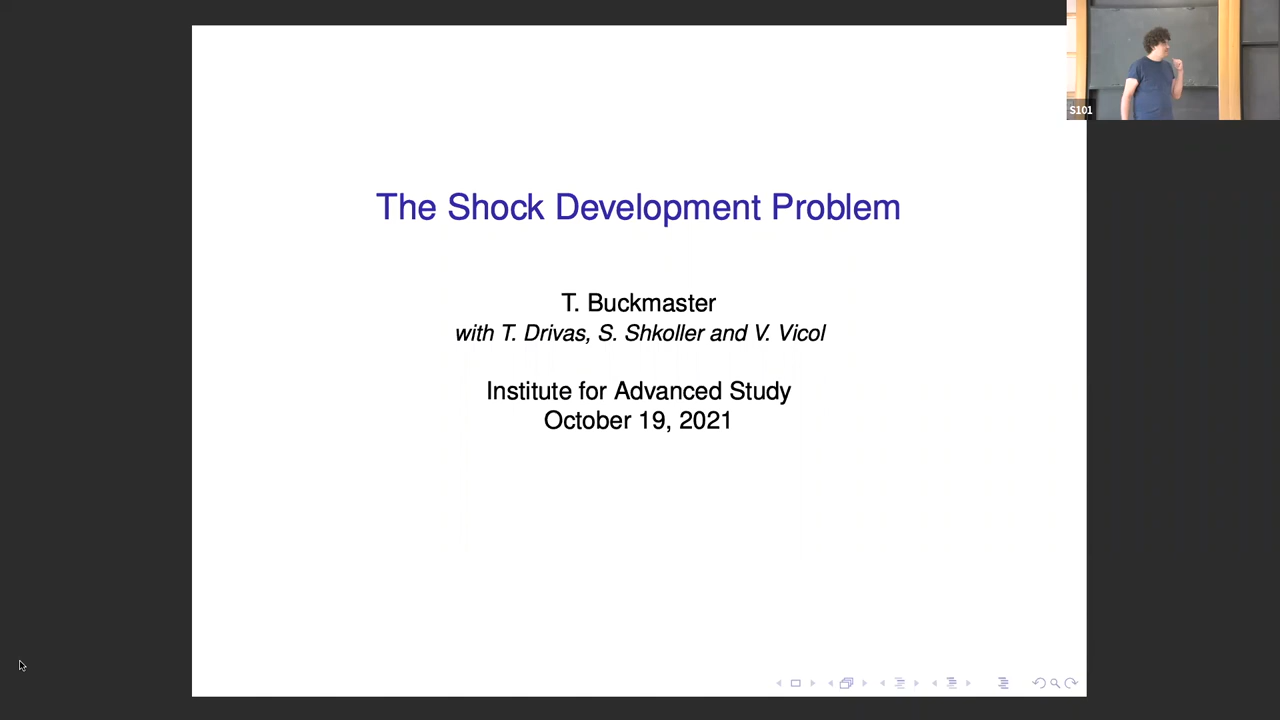 S101
The Shock Development Problem
T. Buckmaster
with T. Drivas, S. Shkoller and V. Vicol
Institute for Advanced Study
October 19, 2021